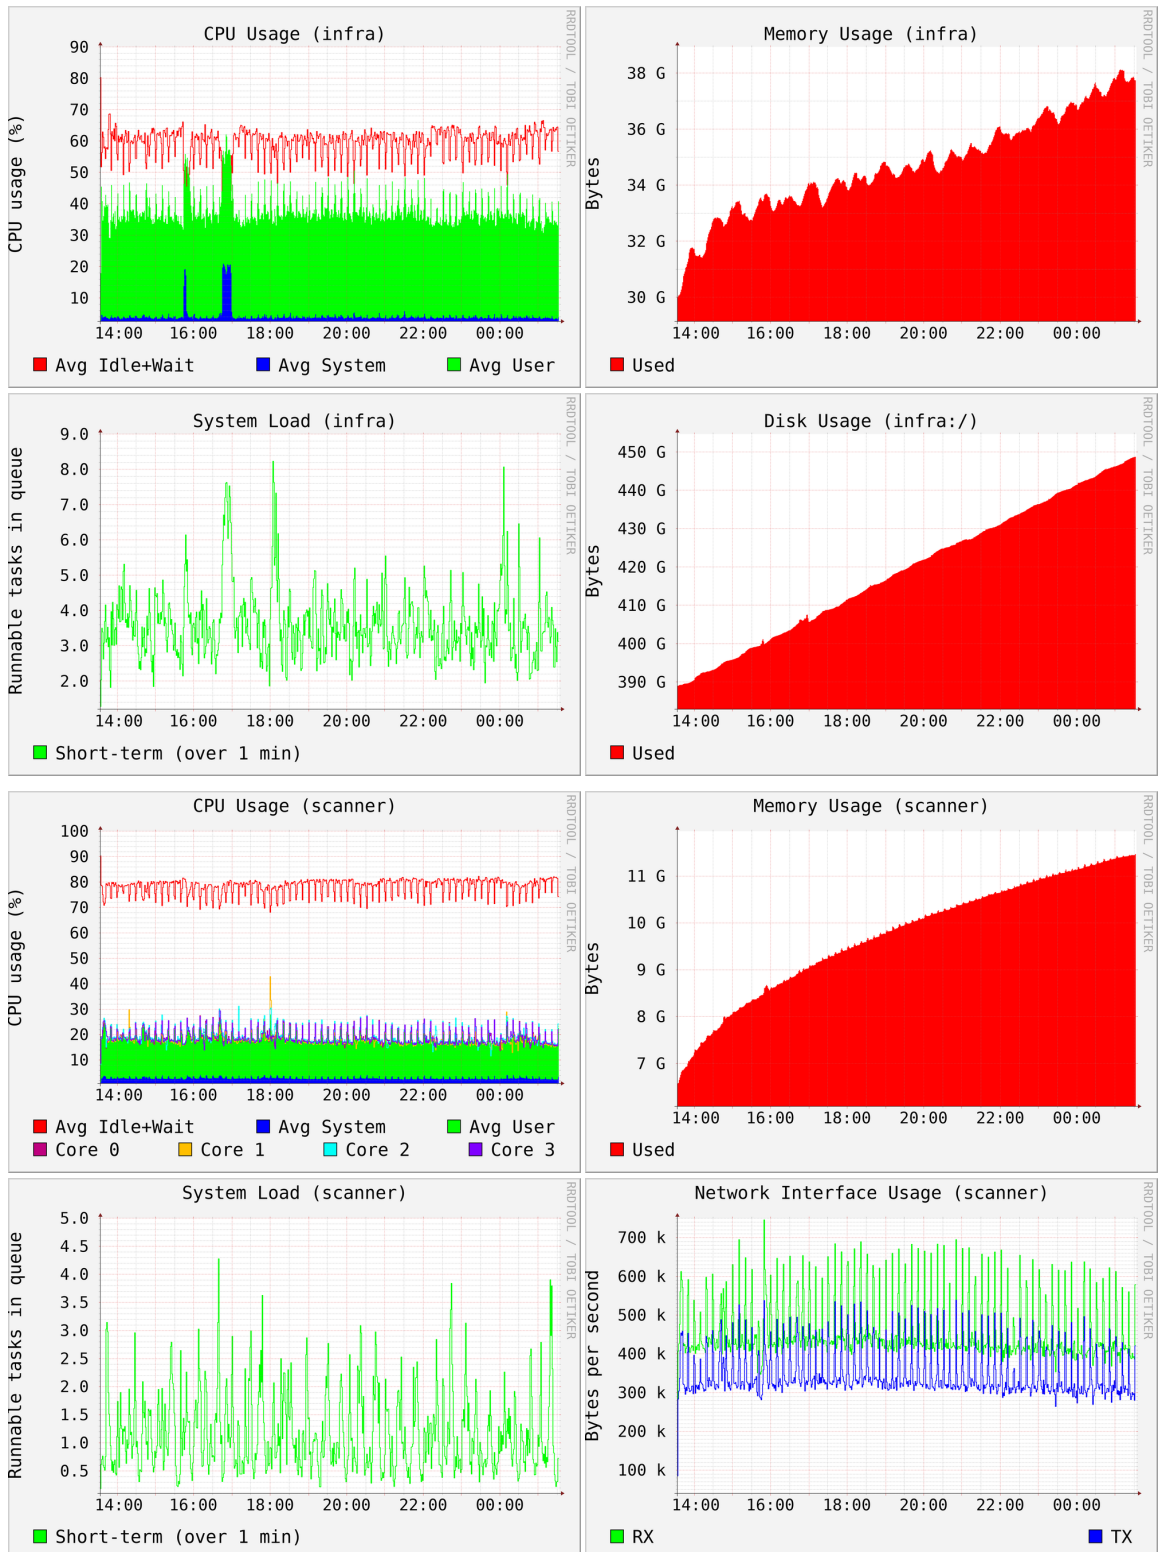 CPU Usage (infra)
RRDTOOL / TOBI OETIKER
CPU usage (%)
90
80
70
60
50
40
30
20
10
14:00 16:00 18:00 20:00 22:00 00:00
Avg Idle+Wait Avg System Avg User
Memory Usage (infra)
RRDTOOL / TOBI OETIKER
Bytes
38 G
36 G
34 G
32 G
30 G
14:00 16:00 18:00 20:00 22:00 00:00
Used
System Load (infra)
RRDTOOL / TOBI OETIKER
Runnable tasks in queue
9.0
8.0
7.0
6.0
5.0
4.0
3.0
2.0
14:00 16:00 18:00 20:00 22:00 00:00
Short-term (over 1 min)
Disk Usage (infra:/)
RRDTOOL / TOBI OETIKER
Bytes
450 G
440 G
430 G
420 G
410 G
400 G
390 G
14:00 16:00 18:00 20:00 22:00 00:00
Used
CPU Usage (scanner)
RRDTOOL / TOBI OETIKER
CPU usage (%)
100
90
80
70
60
50
40
30
20
10
14:00 16:00 18:00 20:00 22:00 00:00
Avg Idle+Wait Avg System Avg User
Core 0 Core 1 Core 2 Core 3
Memory Usage (scanner)
RRDTOOL / TOBI OETIKER
Bytes
11 G
10 G
9 G
8 G
7 G
14:00 16:00 18:00 20:00 22:00 00:00
Used
System Load (scanner)
RRDTOOL / TOBI OETIKER
Runnable tasks in queue
5.0
4.5
4.0
3.5
3.0
2.5
2.0
1.5
1.0
0.5
14:00 16:00 18:00 20:00 22:00 00:00
Short-term (over 1 min)
Network Interface Usage (scanner)
RRDTOOL / TOBI OETIKER
Bytes per second
700 k
600 k
500 k
400 k
300 k
200 k
100 k
14:00 16:00 18:00 20:00 22:00 00:00
RX TX